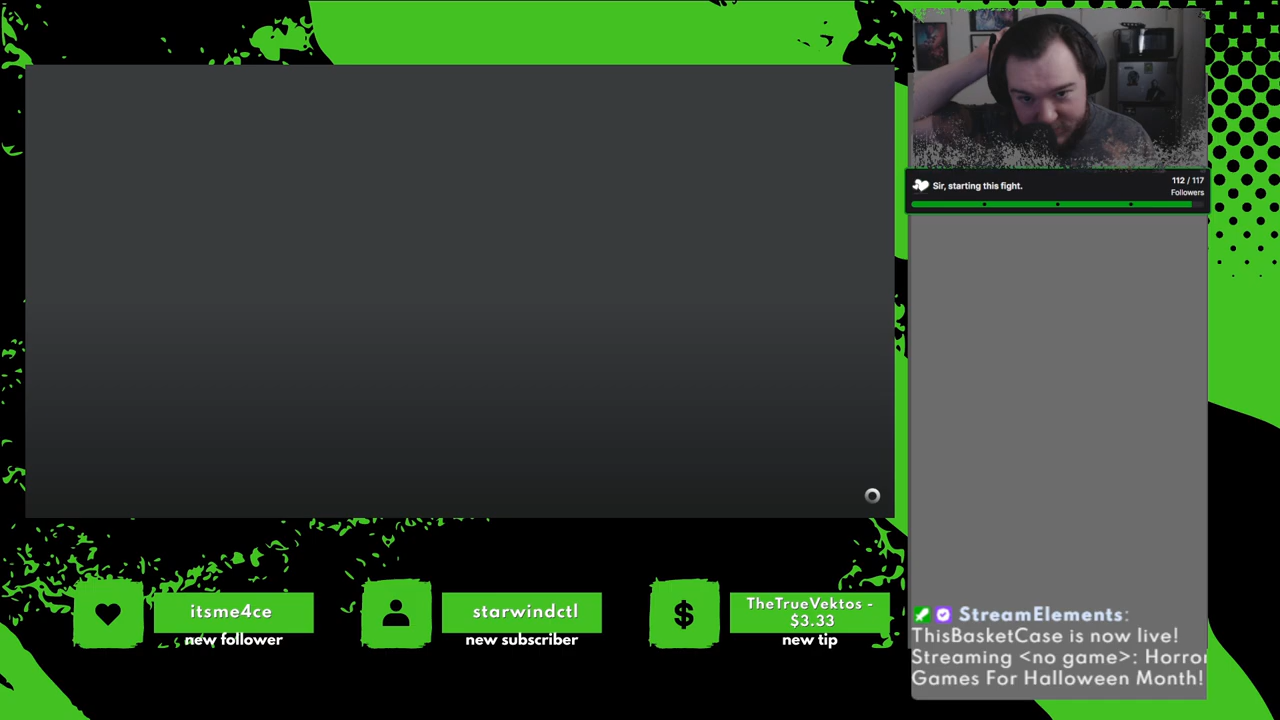 Sir, starting this fight.
112 / 117
Followers
StreamElements:
ThisBasketCase is now live!
Streaming <no game>: Horror
Games For Halloween Month!
itsme4ce
new follower
starwindctl
new subscriber
TheTrueVektos -
$3.33
new tip